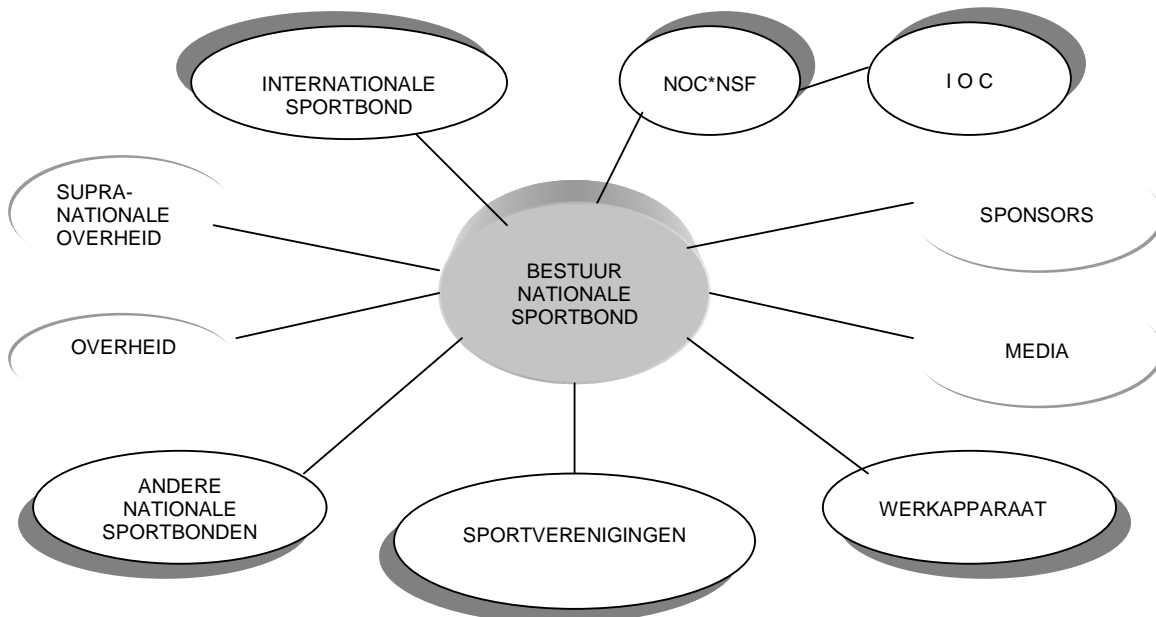 INTERNATIONALE
SPORTBOND
NOC*NSF
I O C
SUPRA-
NATIONALE
OVERHEID
SPONSORS
BESTUUR
NATIONALE
SPORTBOND
OVERHEID
MEDIA
ANDERE
NATIONALE
SPORTBONDEN
SPORTVERENIGINGEN
WERKAPPARAAT